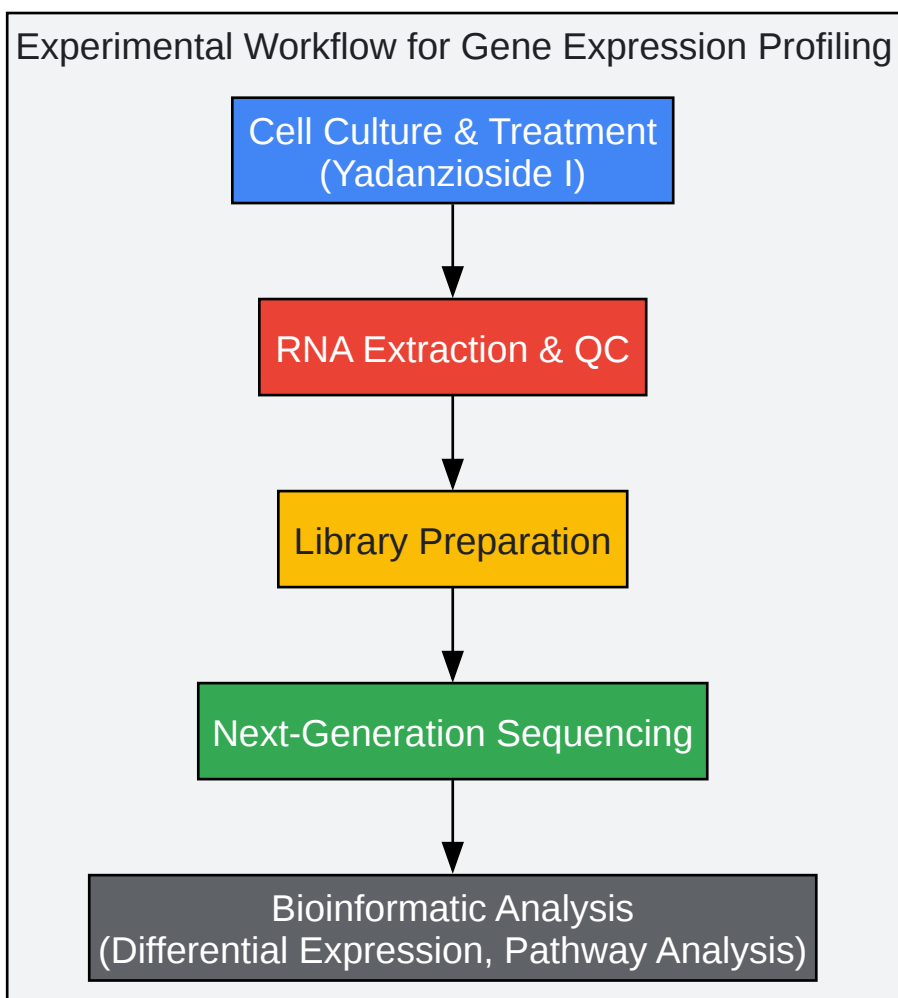 Experimental Workflow for Gene Expression Profiling
Cell Culture & Treatment
(Yadanzioside I)
RNA Extraction & QC
Library Preparation
Next-Generation Sequencing
Bioinformatic Analysis
(Differential Expression, Pathway Analysis)